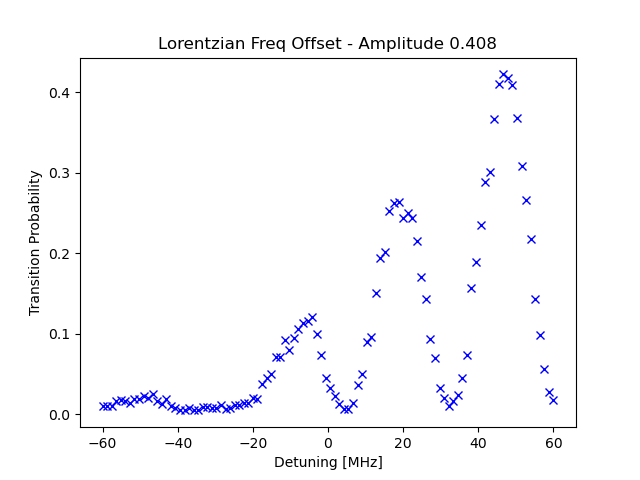 Lorentzian Freq Offset - Amplitude 0.408
Transition Probability
0.4
0.3
0.2
0.1
0.0
−60 −40 −20 0 20 40 60
Detuning [MHz]